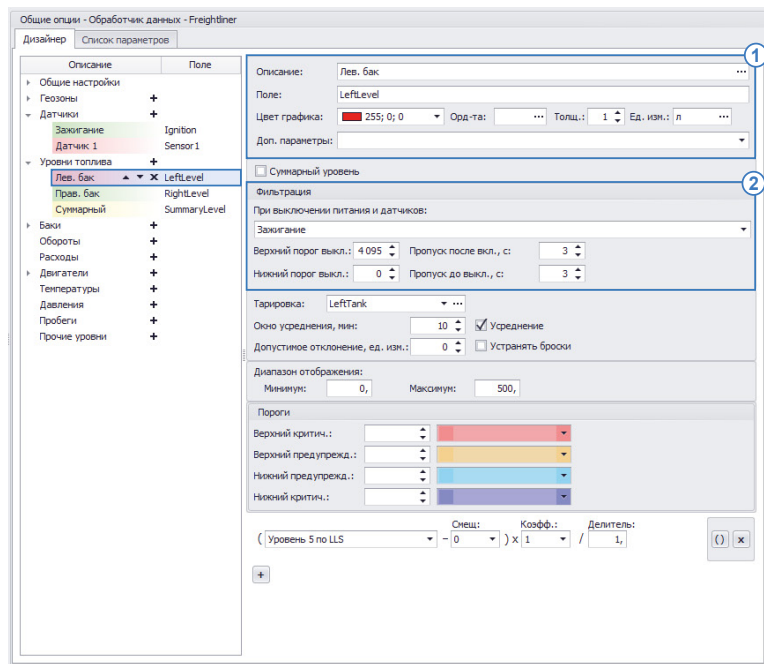 Общие опции - Обработчик данных - Freightliner
Дизайнер Список параметров
Описание Поле
Общие настройки
Геозоны +
Датчики +
Зажигание Ignition
Датчик 1 Sensor1
Уровни топлива +
Лев. бак LeftLevel
Прав. бак RightLevel
Суммарный SummaryLevel
Баки +
Обороты +
Расходы +
Двигатели +
Температуры +
Давления +
Пробеги +
Прочие уровни +
1
Описание: Лев. бак ...
Поле: LeftLevel
Цвет графика: 255; 0; 0 Орд-та: ... Толщ.: 1 Ед. изм.: л ...
Доп. параметры:
Суммарный уровень
2
Фильтрация
При выключении питания и датчиков:
Зажигание
Верхний порог выкл.: 4 095 Пропуск после вкл., с: 3
Нижний порог выкл.: 0 Пропуск до выкл., с: 3
Тарировка: LeftTank ...
Окно усреднения, мин: 10 Усреднение
Допустимое отклонение, ед. изм.: 0 Устранять броски
Диапазон отображения:
Минимум: 0, Максимум: 500,
Пороги
Верхний критич.:
Верхний предупрежд.:
Нижний предупрежд.:
Нижний критич.:
Смещ.: Коэфф.: Делитель:
( Уровень 5 по LLS - 0 ) x 1 / 1, () x
+